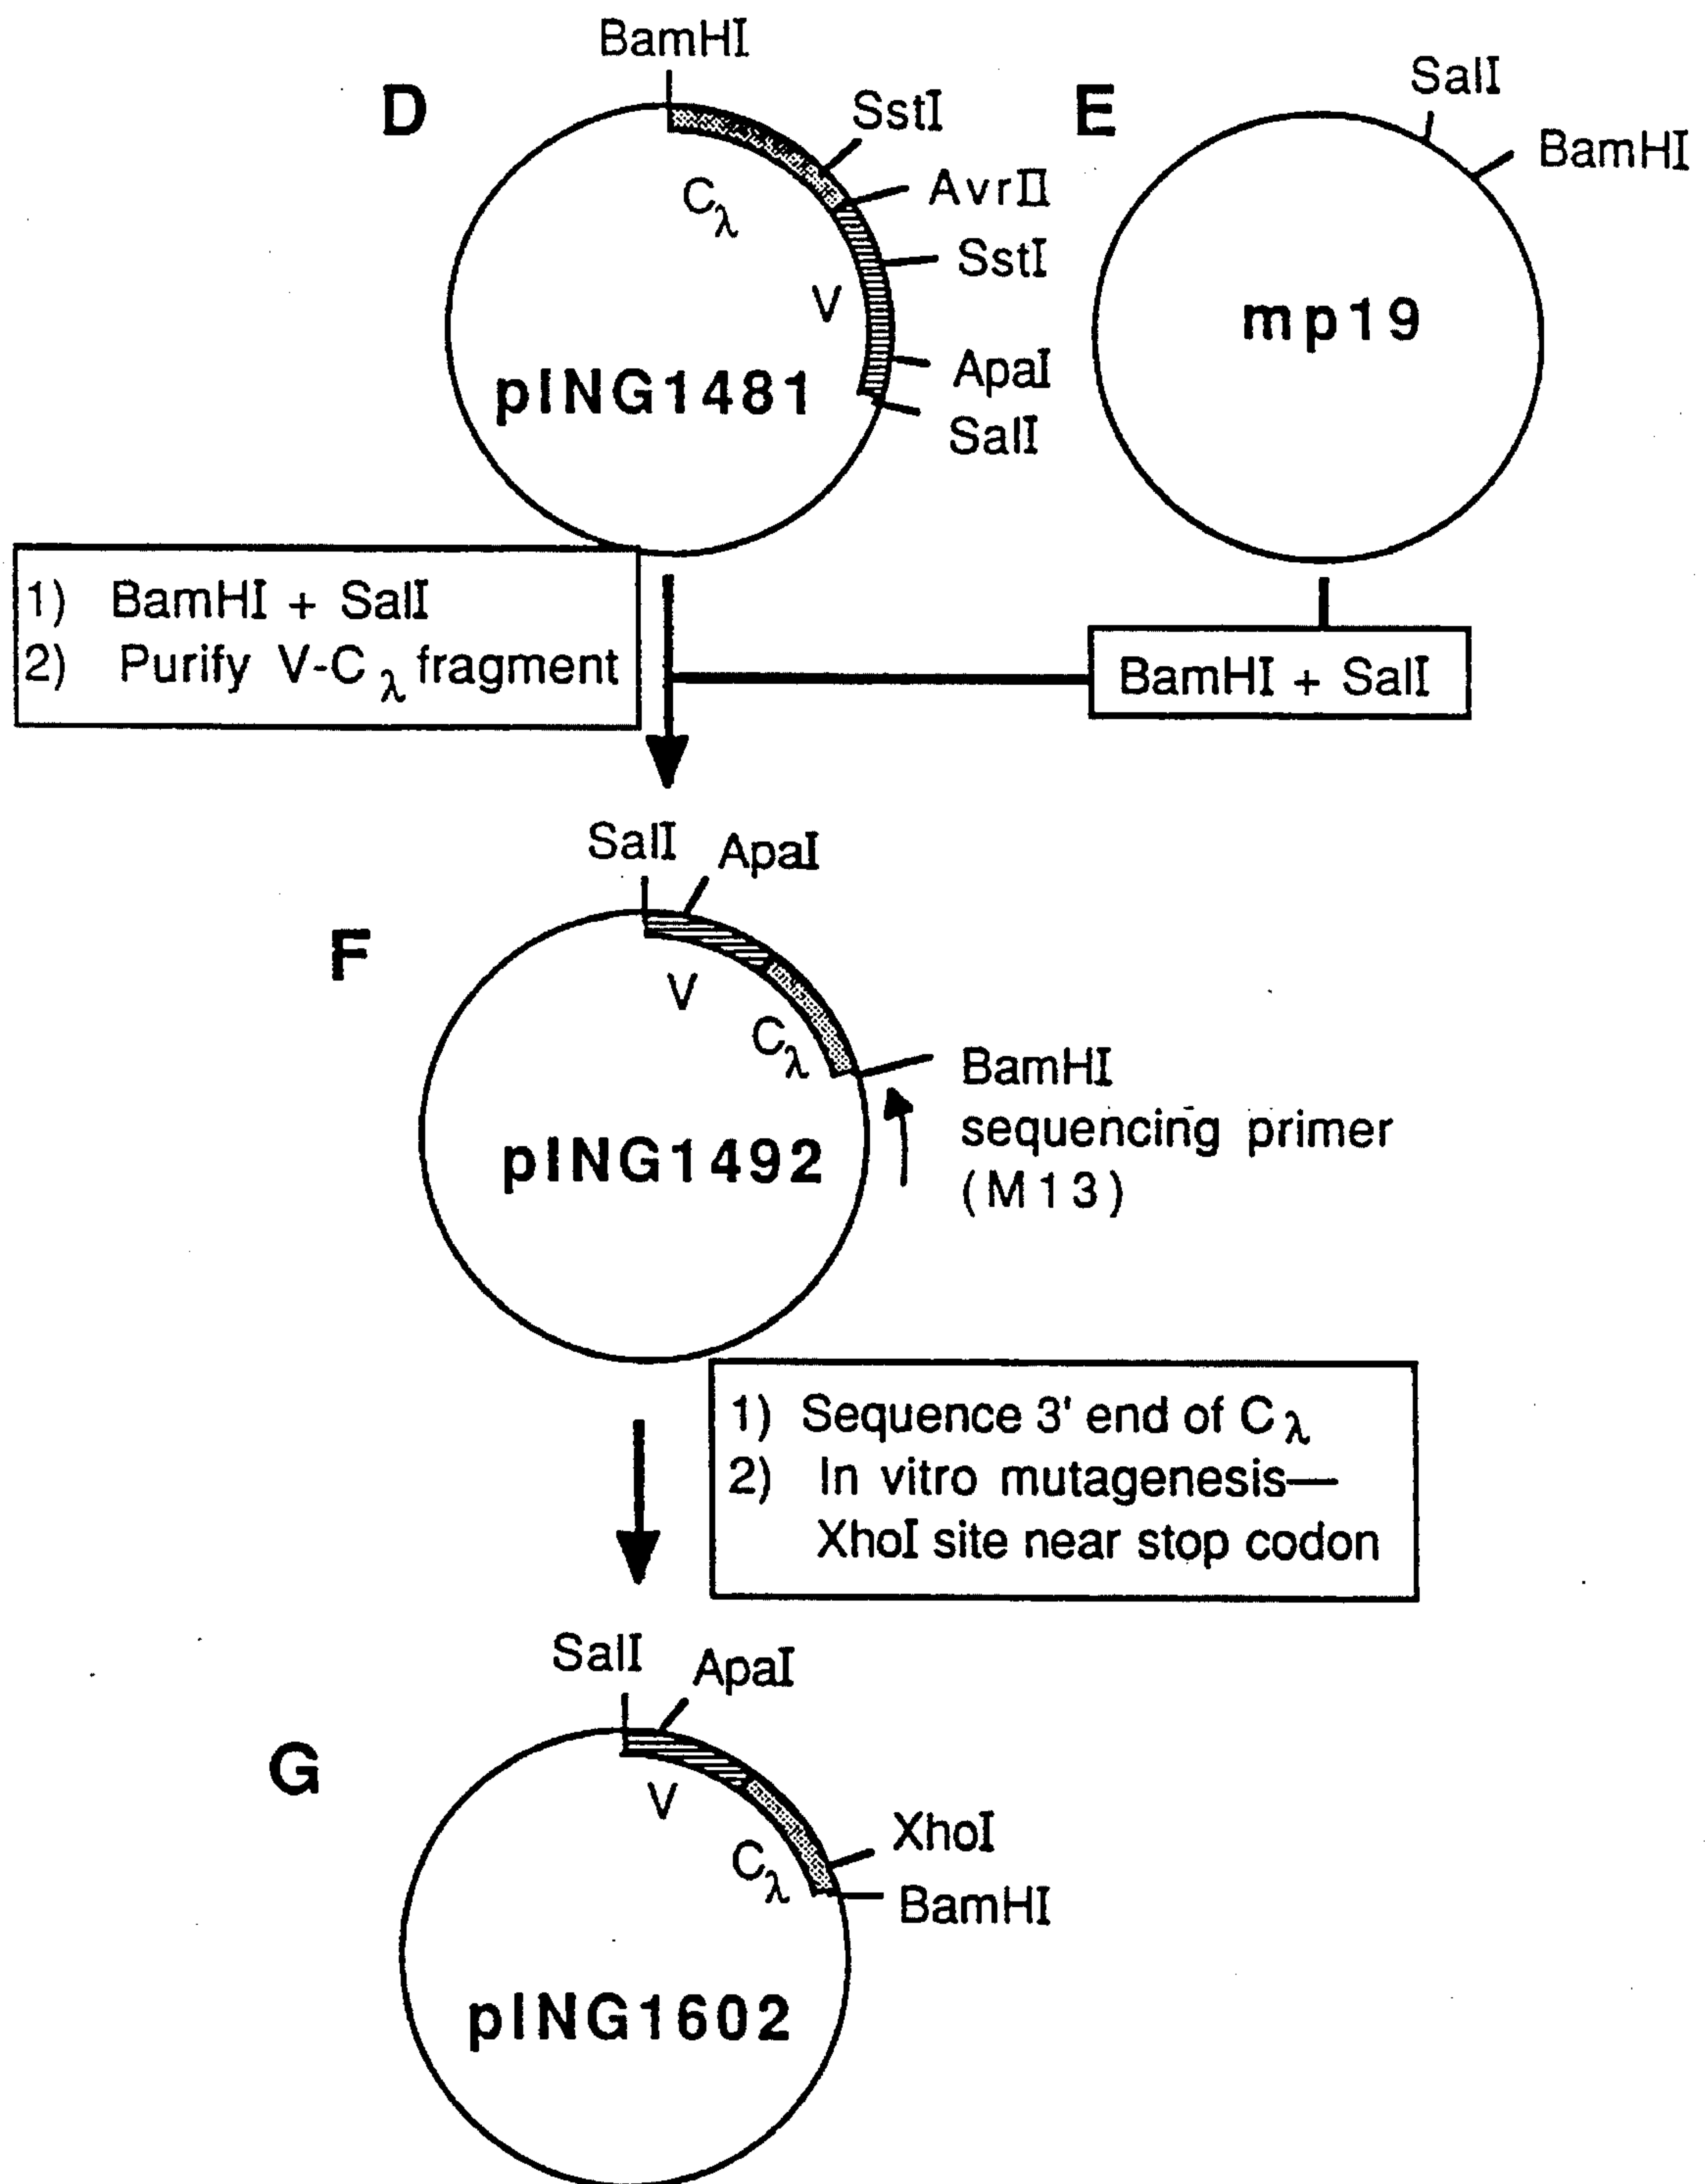 BamHI
D
SstI
AvrII
Cλ
SstI
V
pING1481
ApaI
SalI
E
SalI
BamHI
mp19
1) BamHI + SalI
2) Purify V-Cλ fragment
BamHI + SalI
SalI
ApaI
F
V
Cλ
BamHI
sequencing primer
(M13)
pING1492
1) Sequence 3' end of Cλ
2) In vitro mutagenesis—
XhoI site near stop codon
SalI
ApaI
G
V
Cλ
XhoI
BamHI
pING1602